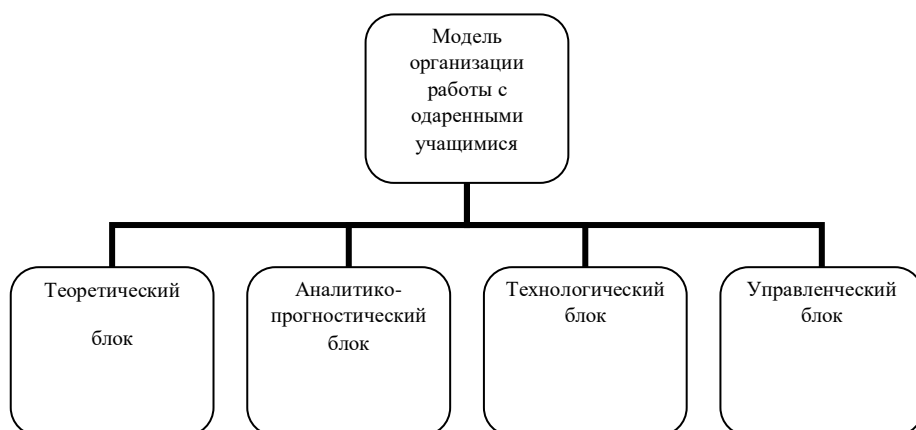 Модель
организации
работы с
одаренными
учащимися
Теоретический
блок
Аналитико-
прогностический
блок
Технологический
блок
Управленческий
блок